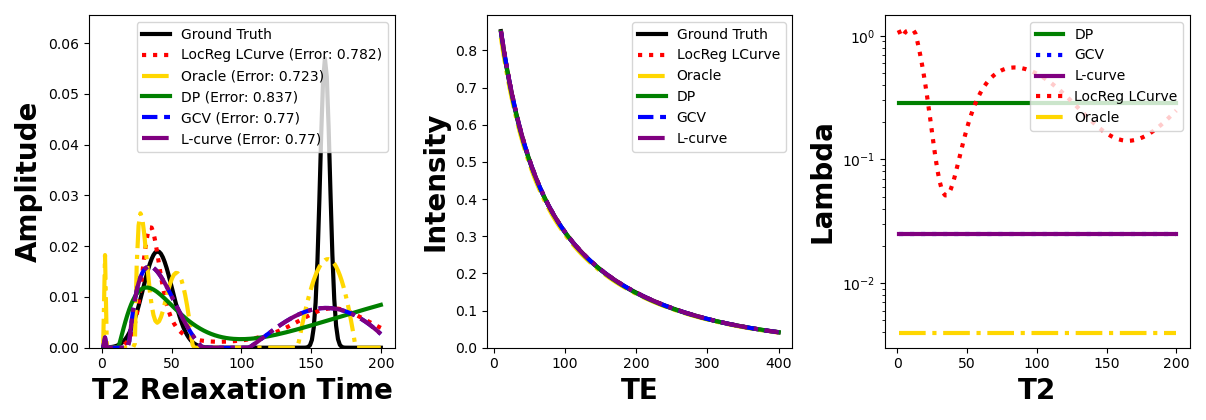 Amplitude
0.06
0.05
0.04
0.03
0.02
0.01
0.00
Ground Truth
LocReg LCurve (Error: 0.782)
Oracle (Error: 0.723)
DP (Error: 0.837)
GCV (Error: 0.77)
L-curve (Error: 0.77)
0 50 100 150 200
T2 Relaxation Time
Intensity
0.8
0.7
0.6
0.5
0.4
0.3
0.2
0.1
0.0
Ground Truth
LocReg LCurve
Oracle
DP
GCV
L-curve
0 100 200 300 400
TE
Lambda
10⁰
10⁻¹
10⁻²
DP
GCV
L-curve
LocReg LCurve
Oracle
0 50 100 150 200
T2